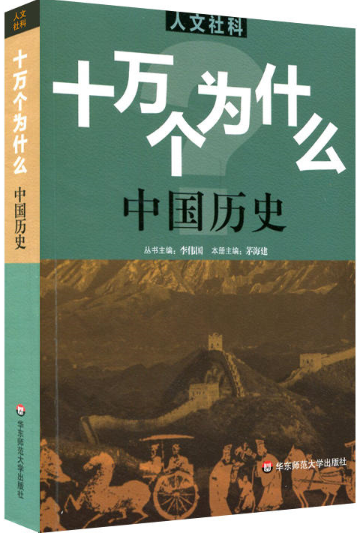 人文社科
十万个为什么
中国历史
丛书主编：李伟国 本册主编：茅海建
华东师范大学出版社
人文
社科
十万个为什么
中国历史
华东师范大学出版社